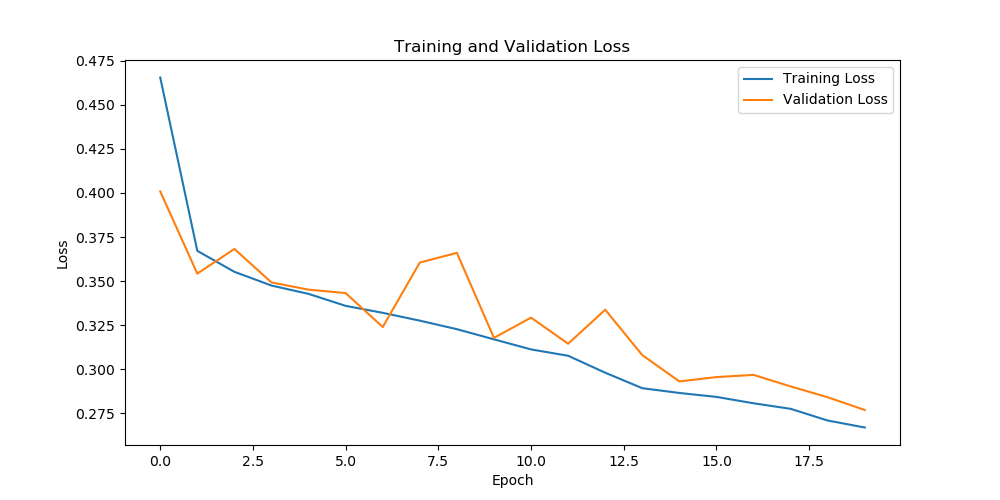 Training and Validation Loss
0.475
0.450
0.425
0.400
0.375
0.350
0.325
0.300
0.275
Loss
Training Loss
Validation Loss
0.0 2.5 5.0 7.5 10.0 12.5 15.0 17.5
Epoch